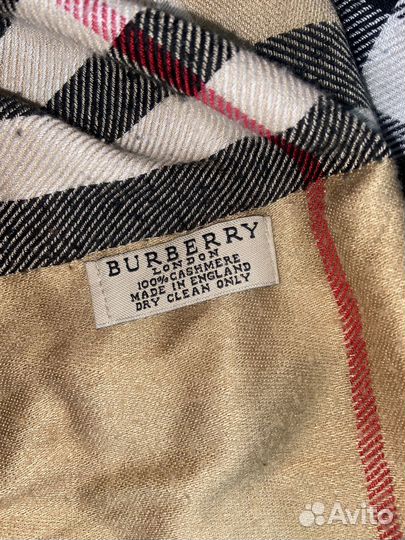 BURBERRY
LONDON
100% CASHMERE
MADE IN ENGLAND
DRY CLEAN ONLY
Avito